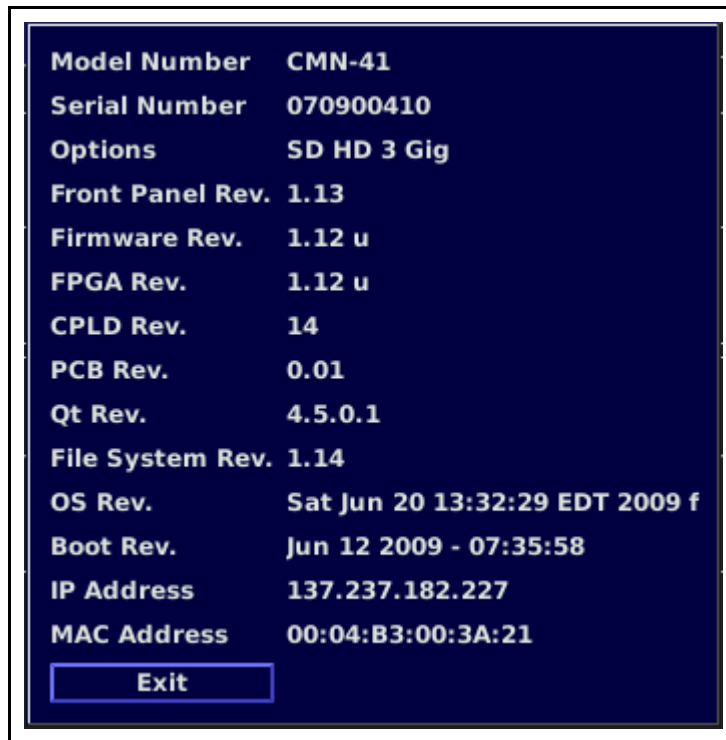 Model Number CMN-41
Serial Number 070900410
Options SD HD 3 Gig
Front Panel Rev. 1.13
Firmware Rev. 1.12 u
FPGA Rev. 1.12 u
CPLD Rev. 14
PCB Rev. 0.01
Qt Rev. 4.5.0.1
File System Rev. 1.14
OS Rev. Sat Jun 20 13:32:29 EDT 2009 f
Boot Rev. Jun 12 2009 - 07:35:58
IP Address 137.237.182.227
MAC Address 00:04:B3:00:3A:21
Exit